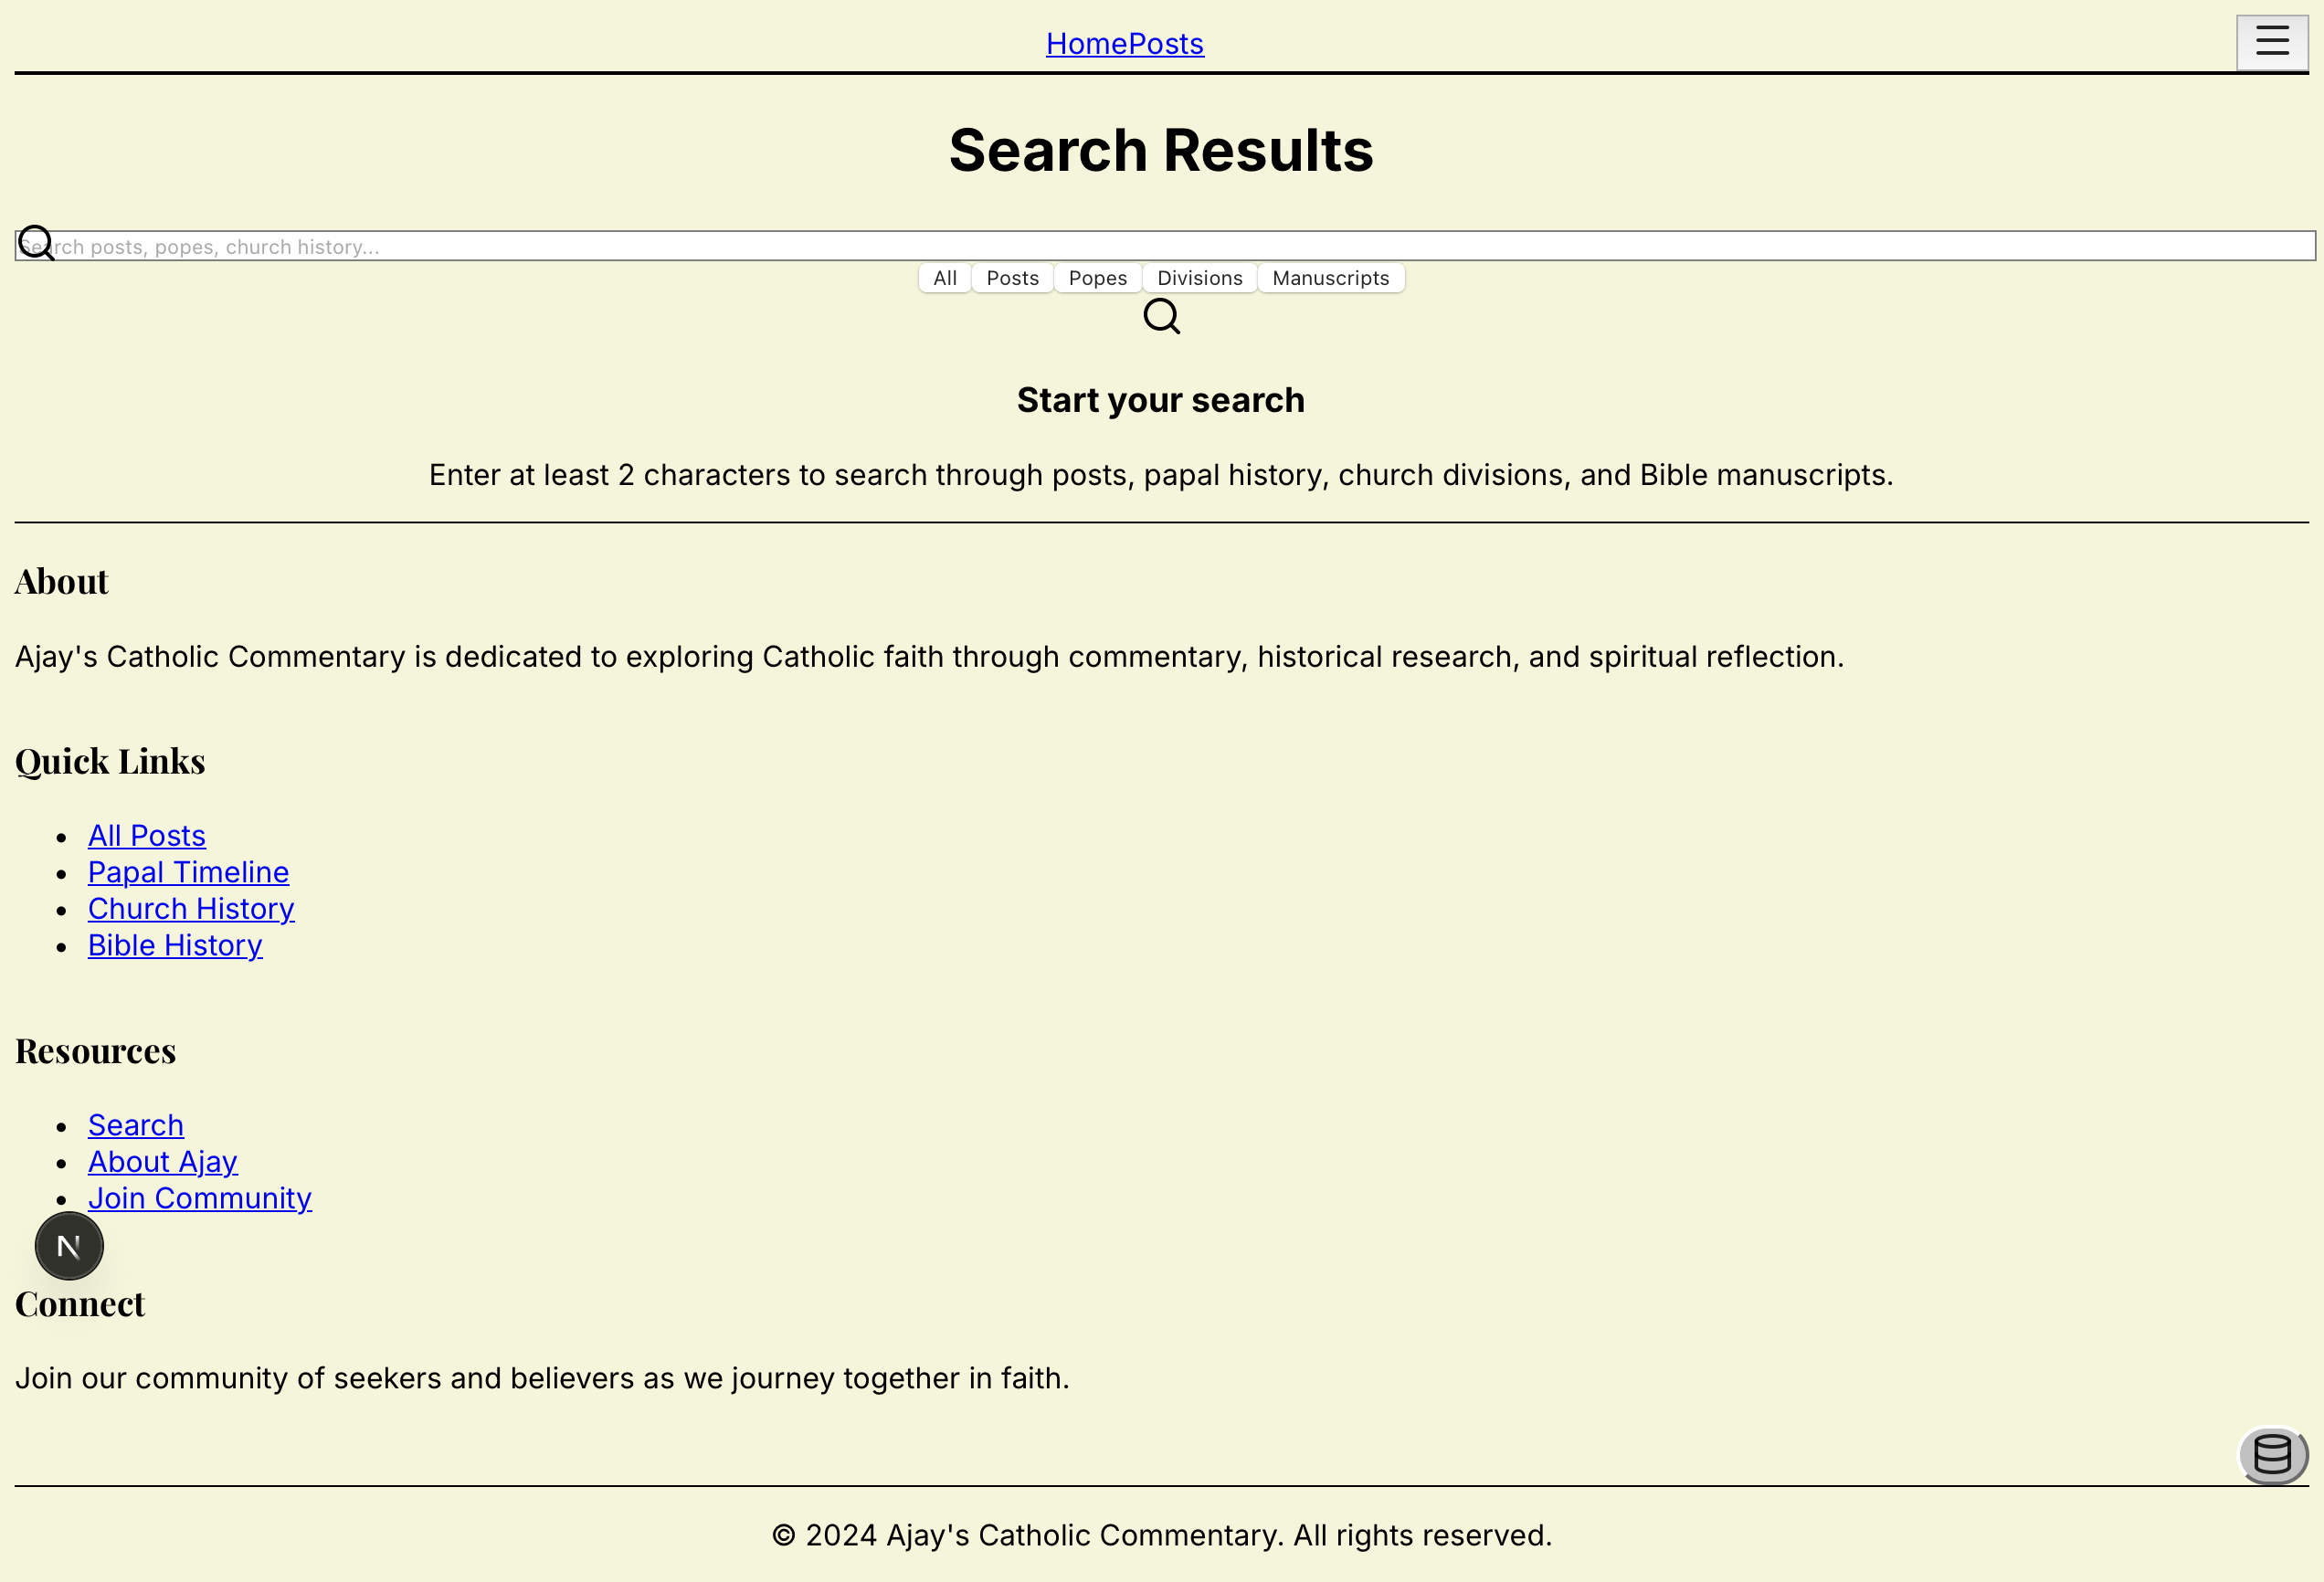 HomePosts
Search Results
Search posts, popes, church history...
All Posts Popes Divisions Manuscripts
Start your search
Enter at least 2 characters to search through posts, papal history, church divisions, and Bible manuscripts.
About
Ajay's Catholic Commentary is dedicated to exploring Catholic faith through commentary, historical research, and spiritual reflection.
Quick Links
All Posts
Papal Timeline
Church History
Bible History
Resources
Search
About Ajay
Join Community
N
Connect
Join our community of seekers and believers as we journey together in faith.
© 2024 Ajay's Catholic Commentary. All rights reserved.